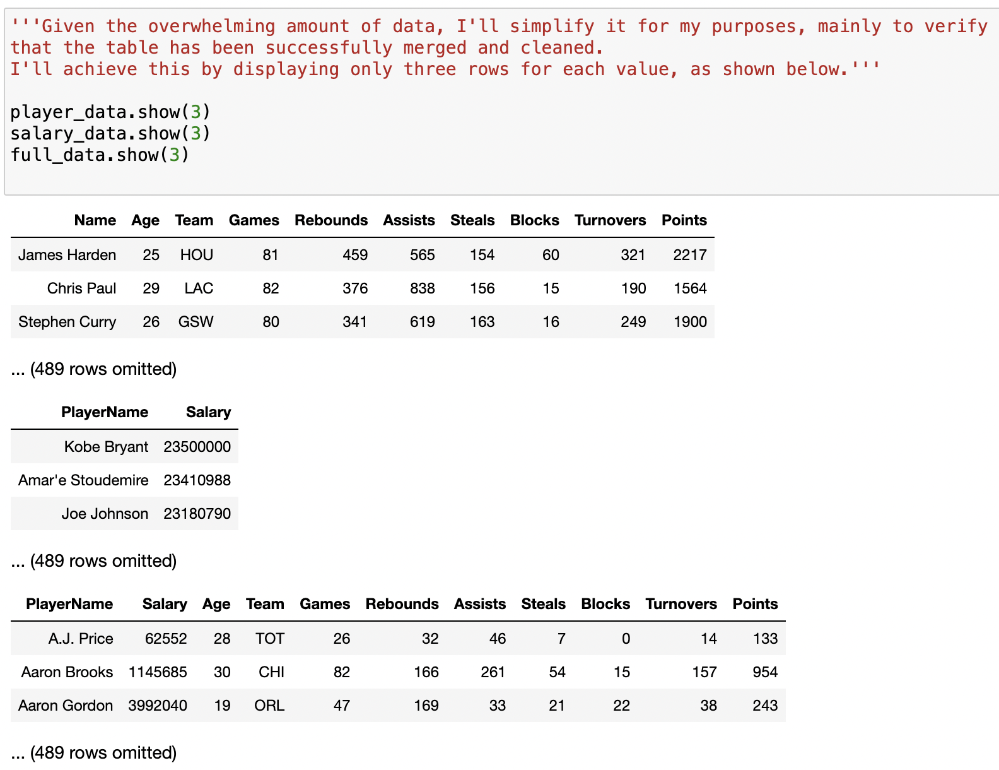 '''Given the overwhelming amount of data, I'll simplify it for my purposes, mainly to verify
that the table has been successfully merged and cleaned.
I'll achieve this by displaying only three rows for each value, as shown below.'''
player_data.show(3)
salary_data.show(3)
full_data.show(3)
Name Age Team Games Rebounds Assists Steals Blocks Turnovers Points
James Harden 25 HOU 81 459 565 154 60 321 2217
Chris Paul 29 LAC 82 376 838 156 15 190 1564
Stephen Curry 26 GSW 80 341 619 163 16 249 1900
... (489 rows omitted)
PlayerName Salary
Kobe Bryant 23500000
Amar'e Stoudemire 23410988
Joe Johnson 23180790
... (489 rows omitted)
PlayerName Salary Age Team Games Rebounds Assists Steals Blocks Turnovers Points
A.J. Price 62552 28 TOT 26 32 46 7 0 14 133
Aaron Brooks 1145685 30 CHI 82 166 261 54 15 157 954
Aaron Gordon 3992040 19 ORL 47 169 33 21 22 38 243
... (489 rows omitted)